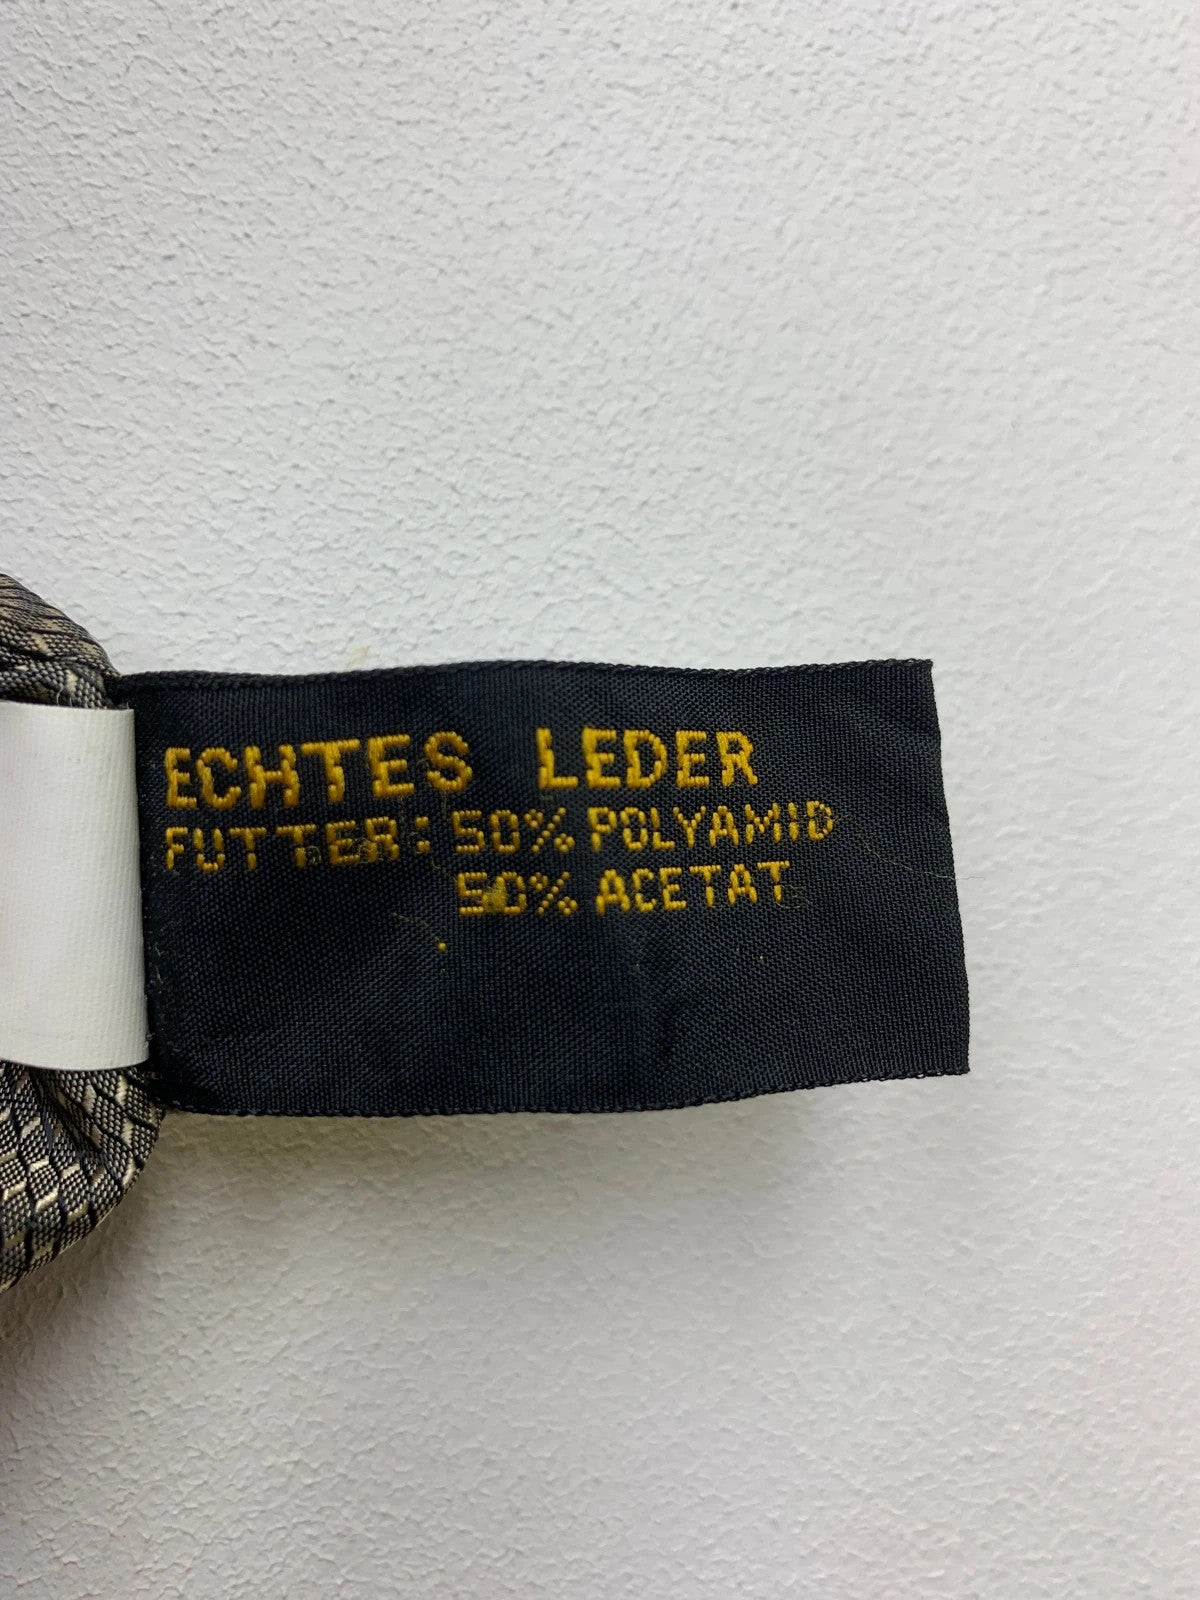 ECHTES LEDER
FUTTER: 50% POLYAMID
50% ACETAT